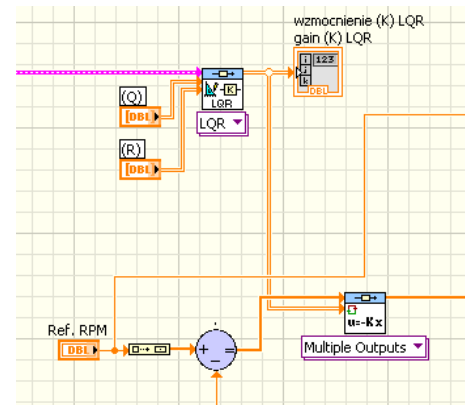 wzmocnienie (K) LQR
gain (K) LQR
i
j
k
123
DBL
(Q)
[DBL]
K
LQR
LQR
(R)
[DBL]
Ref. RPM
DBL
+
−
=
u=-Kx
Multiple Outputs